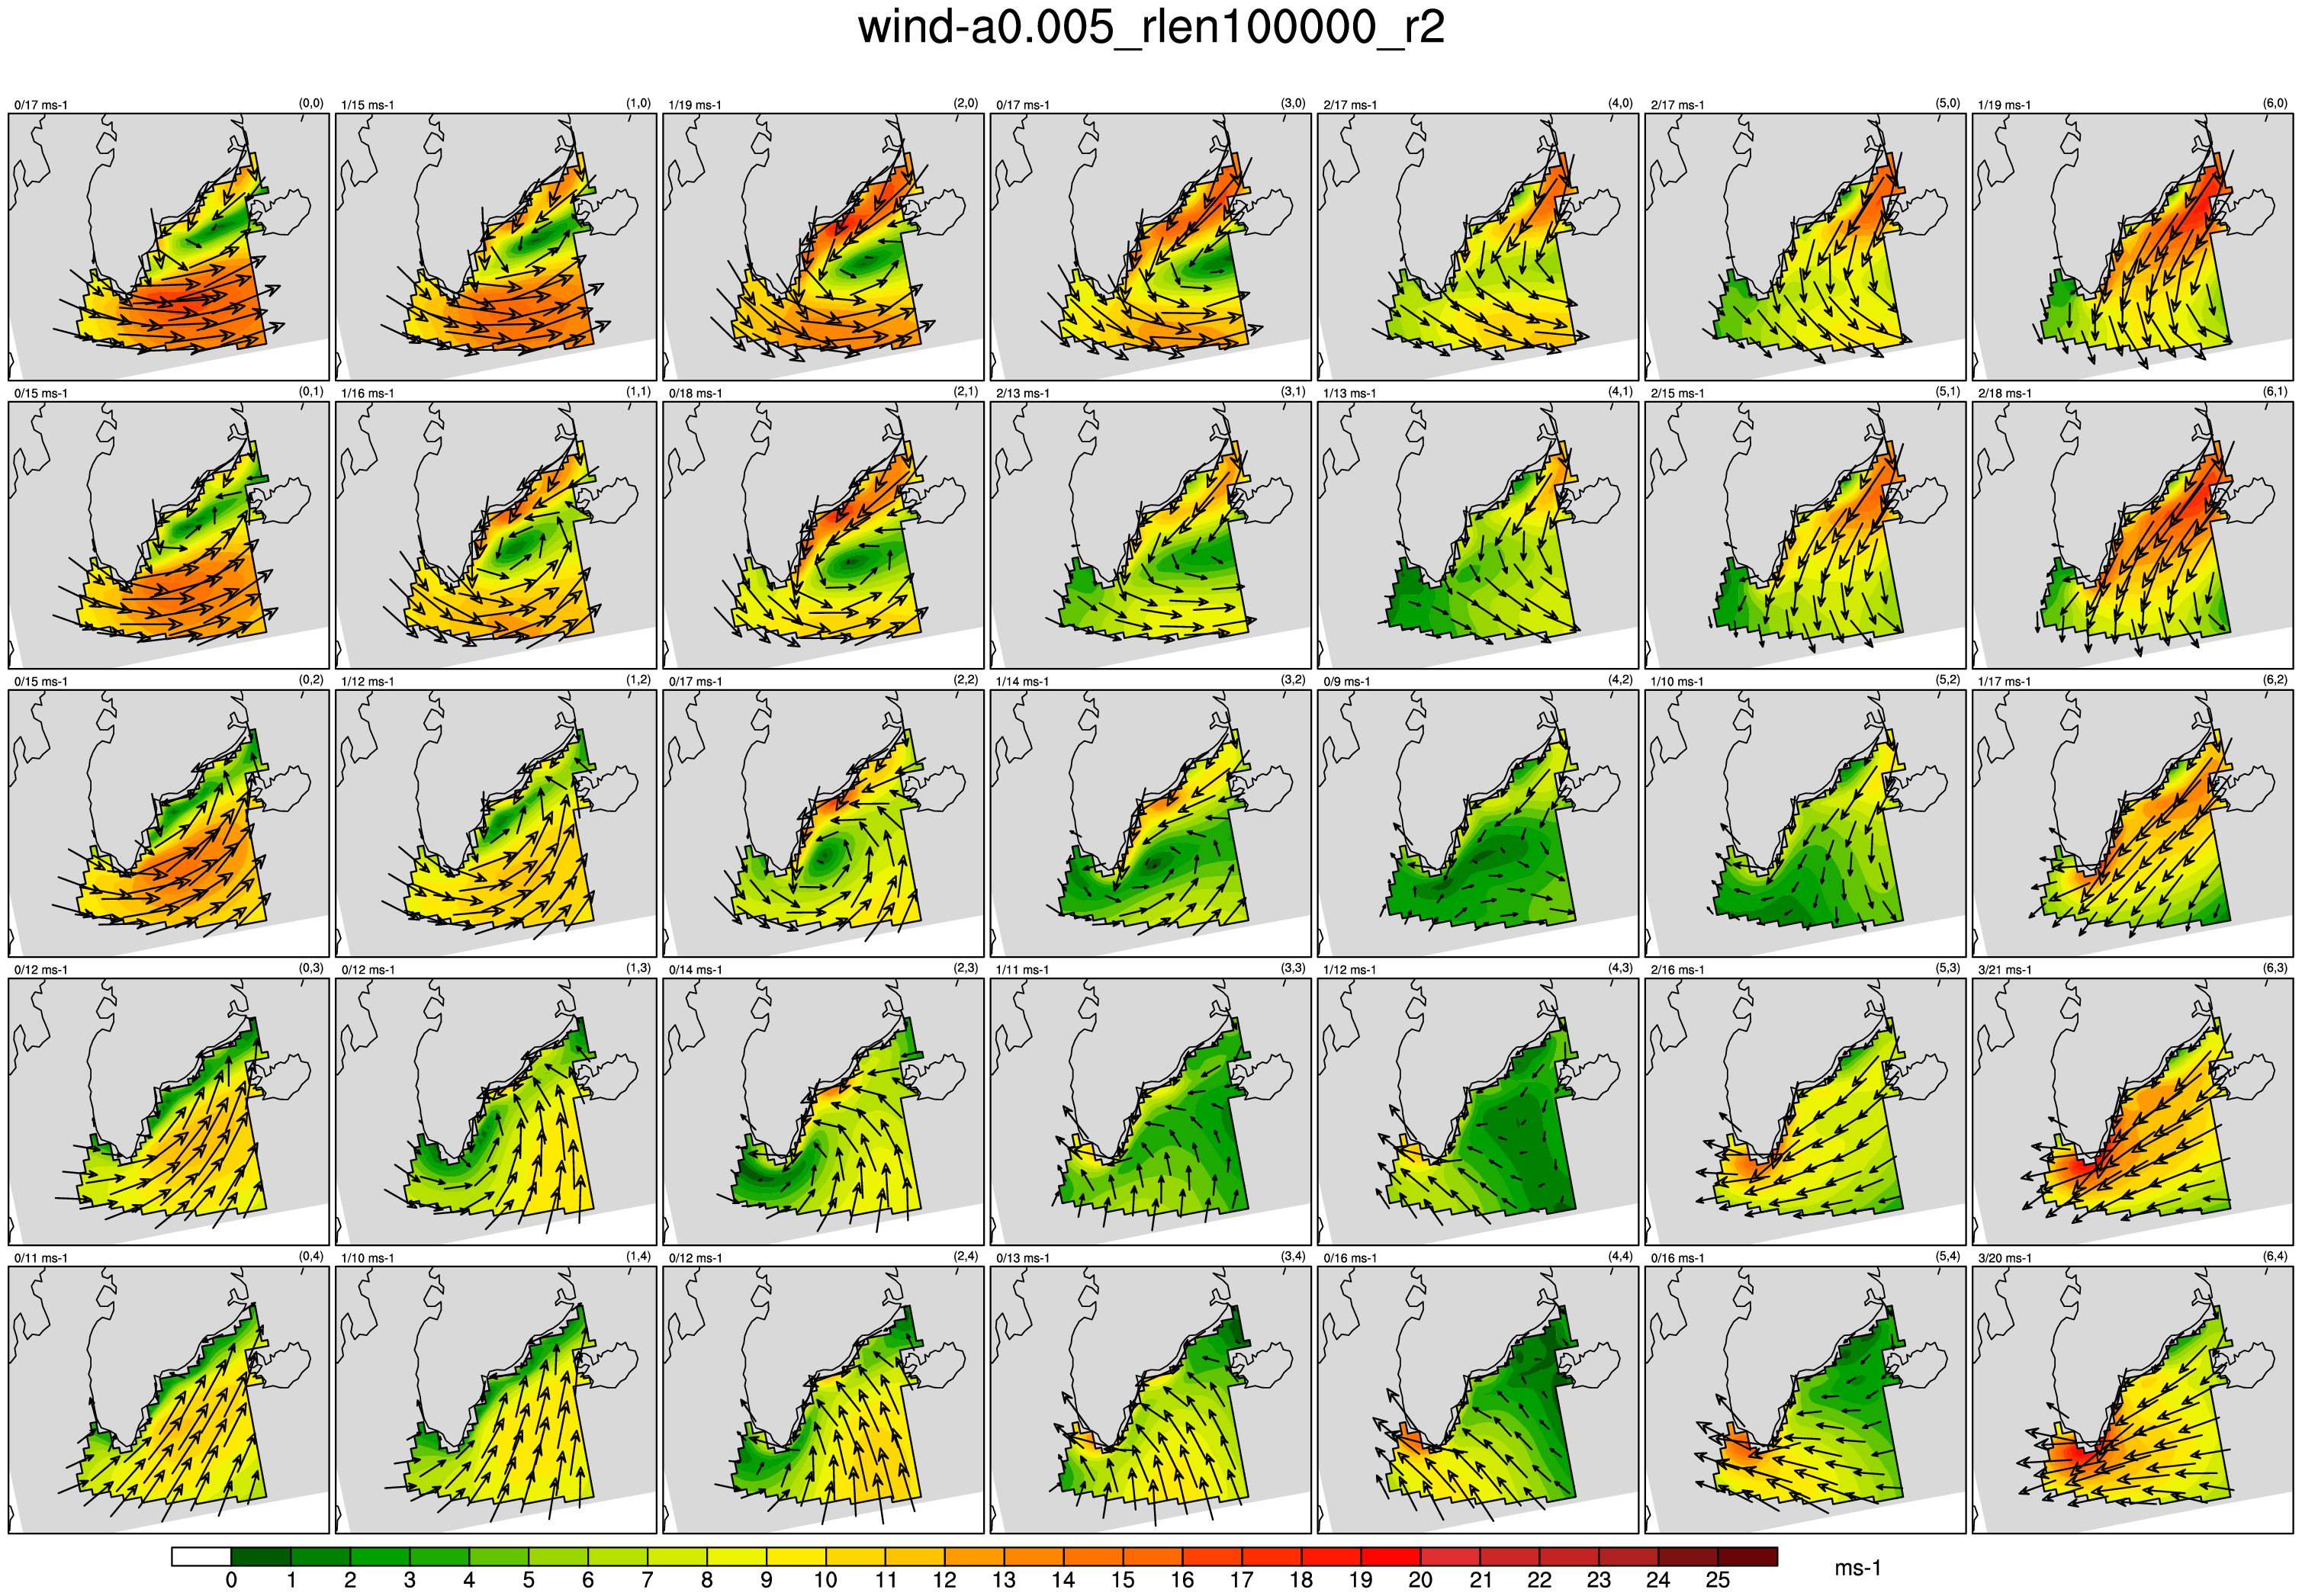 wind-a0.005_rlen100000_r2
0/17 ms-1 (0,0) 1/15 ms-1 (1,0) 1/19 ms-1 (2,0) 0/17 ms-1 (3,0) 2/17 ms-1 (4,0) 2/17 ms-1 (5,0) 1/19 ms-1 (6,0)
0/15 ms-1 (0,1) 1/16 ms-1 (1,1) 0/18 ms-1 (2,1) 2/13 ms-1 (3,1) 1/13 ms-1 (4,1) 2/15 ms-1 (5,1) 2/18 ms-1 (6,1)
0/15 ms-1 (0,2) 1/12 ms-1 (1,2) 0/17 ms-1 (2,2) 1/14 ms-1 (3,2) 0/9 ms-1 (4,2) 1/10 ms-1 (5,2) 1/17 ms-1 (6,2)
0/12 ms-1 (0,3) 0/12 ms-1 (1,3) 0/14 ms-1 (2,3) 1/11 ms-1 (3,3) 1/12 ms-1 (4,3) 2/16 ms-1 (5,3) 3/21 ms-1 (6,3)
0/11 ms-1 (0,4) 1/10 ms-1 (1,4) 0/12 ms-1 (2,4) 0/13 ms-1 (3,4) 0/16 ms-1 (4,4) 0/16 ms-1 (5,4) 3/20 ms-1 (6,4)
0 1 2 3 4 5 6 7 8 9 10 11 12 13 14 15 16 17 18 19 20 21 22 23 24 25 ms-1